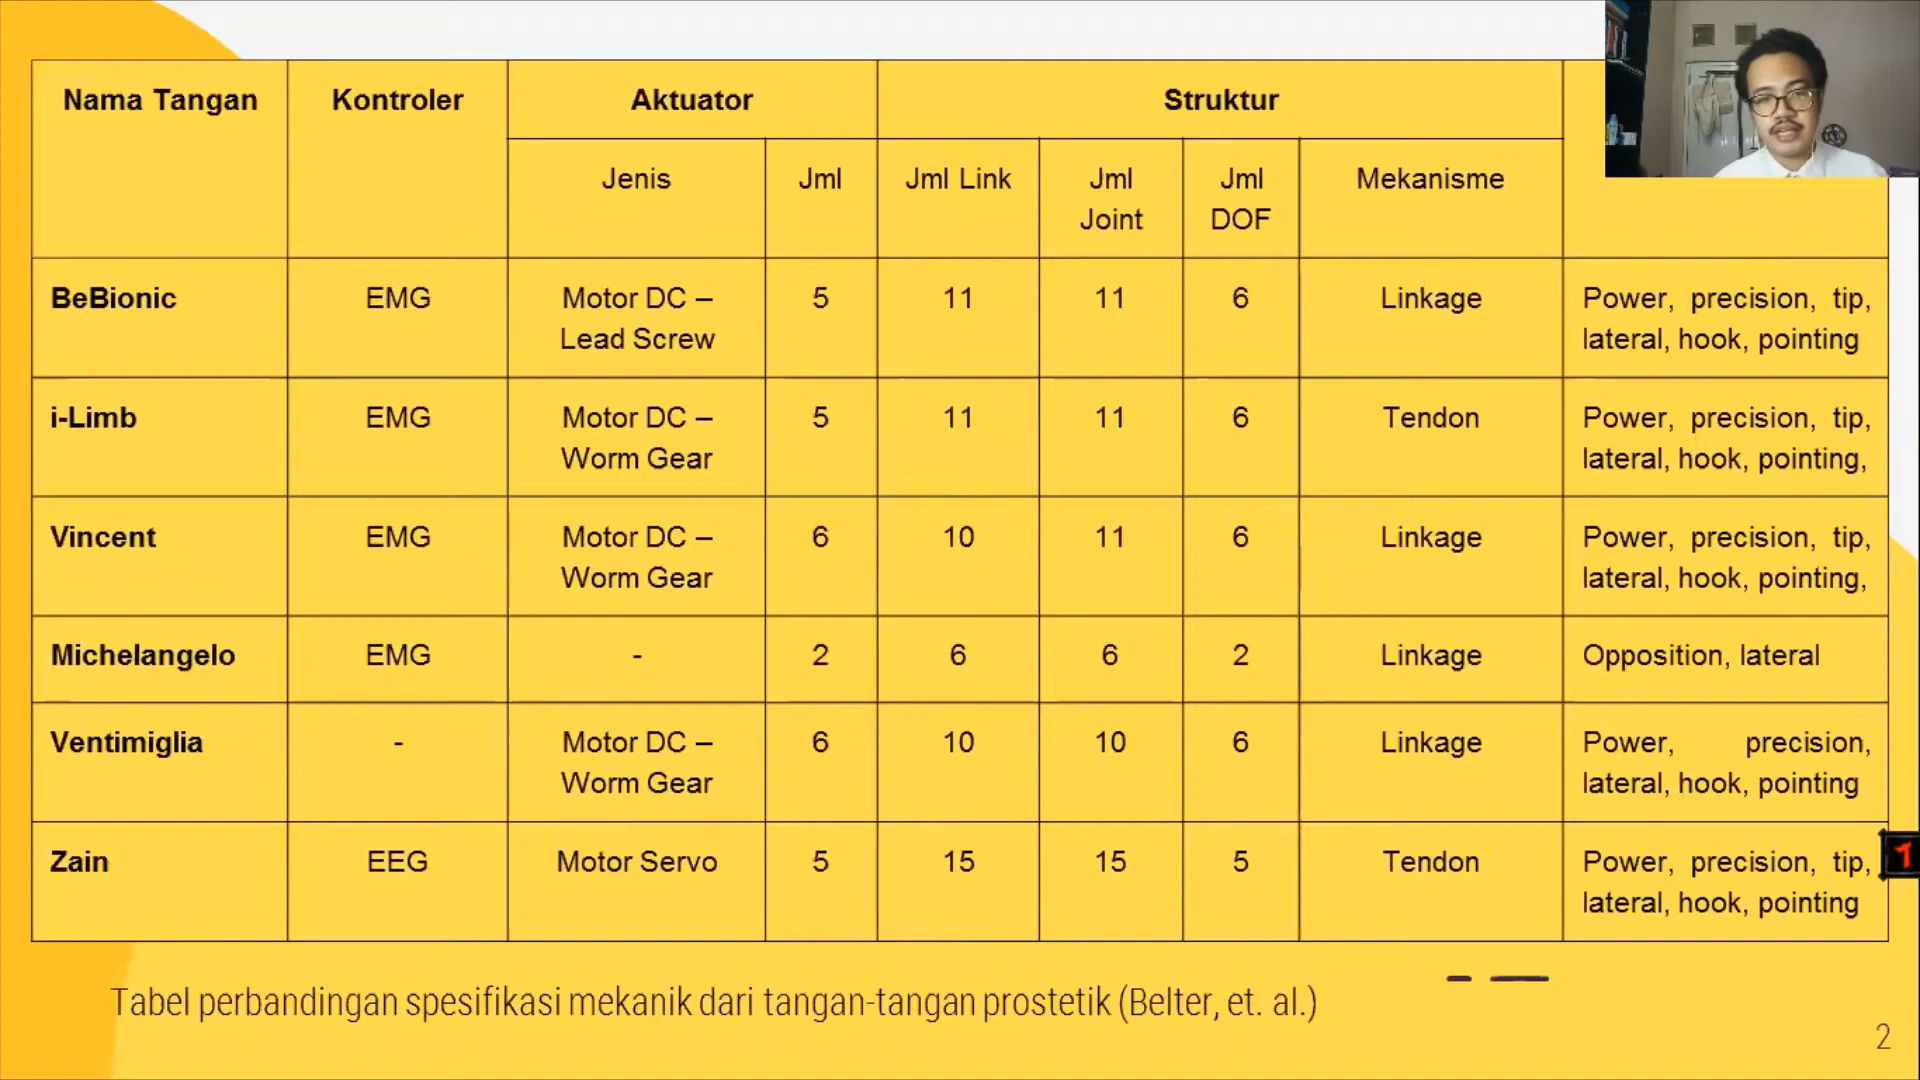 Nama Tangan Kontroler Aktuator Struktur
Jenis Jml Jml Link Jml Joint Jml DOF Mekanisme
BeBionic EMG Motor DC – Lead Screw 5 11 11 6 Linkage Power, precision, tip, lateral, hook, pointing
i-Limb EMG Motor DC – Worm Gear 5 11 11 6 Tendon Power, precision, tip, lateral, hook, pointing,
Vincent EMG Motor DC – Worm Gear 6 10 11 6 Linkage Power, precision, tip, lateral, hook, pointing,
Michelangelo EMG - 2 6 6 2 Linkage Opposition, lateral
Ventimiglia - Motor DC – Worm Gear 6 10 10 6 Linkage Power, precision, lateral, hook, pointing
Zain EEG Motor Servo 5 15 15 5 Tendon Power, precision, tip, lateral, hook, pointing
Tabel perbandingan spesifikasi mekanik dari tangan-tangan prostetik (Belter, et. al.)
2